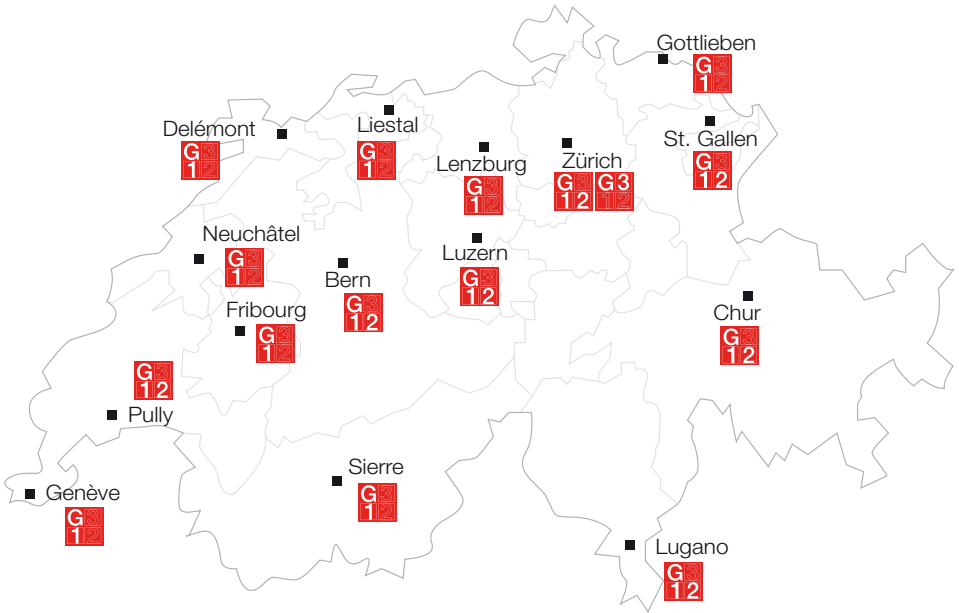 Gottlieben
G3
12
Delémont
G3
12
Liestal
G3
12
Lenzburg
G3
12
Zürich
G3 G3
12 12
St. Gallen
G3
12
Neuchâtel
G3
12
Bern
G3
12
Luzern
G3
12
Fribourg
G3
12
Chur
G3
12
G3
12
Pully
Sierre
G3
12
Genève
G3
12
Lugano
G3
12